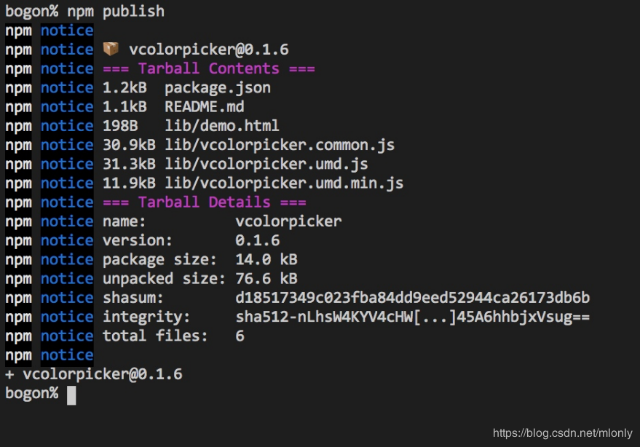 bogon% npm publish
npm notice
npm notice 📦 vcolorpicker@0.1.6
npm notice === Tarball Contents ===
npm notice 1.2kB package.json
npm notice 1.1kB README.md
npm notice 198B lib/demo.html
npm notice 30.9kB lib/vcolorpicker.common.js
npm notice 31.3kB lib/vcolorpicker.umd.js
npm notice 11.9kB lib/vcolorpicker.umd.min.js
npm notice === Tarball Details ===
npm notice name: vcolorpicker
npm notice version: 0.1.6
npm notice package size: 14.0 kB
npm notice unpacked size: 76.6 kB
npm notice shasum: d18517349c023fba84dd9eed52944ca26173db6b
npm notice integrity: sha512-nLhsW4KYV4cHW[...]45A6hhbjxVsug==
npm notice total files: 6
npm notice
+ vcolorpicker@0.1.6
bogon%
https://blog.csdn.net/mlonly